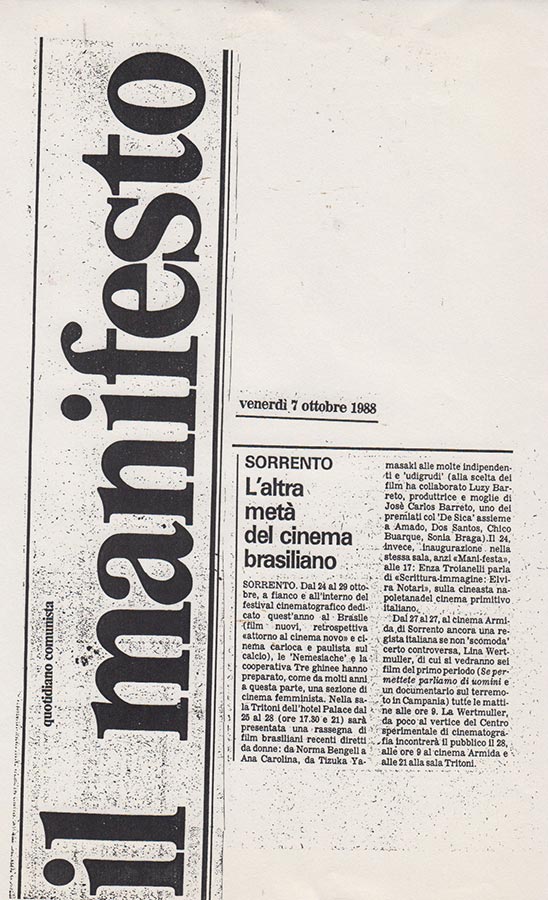 il manifesto
quotidiano comunista
venerdì 7 ottobre 1988
SORRENTO
L'altra
metà
del cinema
brasiliano
SORRENTO. Dal 24 al 29 otto-
bre, a fianco e all'interno del
festival cinematografico dedi-
cato quest'anno al Brasile
(film nuovi, retrospettiva
«attorno al cinema novo» e ci-
nema carioca e paulista sul
calcio), le 'Nemesiache' e la
cooperativa Tre ghinee hanno
preparato, come da molti anni
a questa parte, una sezione di
cinema femminista. Nella sa-
la Tritoni dell'hotel Palace dal
25 al 28 (ore 17.30 e 21) sarà
presentata una rassegna di
film brasiliani recenti diretti
da donne: da Norma Bengell a
Ana Carolina, da Tizuka Ya-
masaki alle molte indipenden-
ti e 'udigrudi' (alla scelta dei
film ha collaborato Luzy Bar-
reto, produttrice e moglie di
Josè Carlos Barreto, uno dei
premiati col 'De Sica' assieme
a Amado, Dos Santos, Chico
Buarque, Sonia Braga).Il 24,
invece, inaugurazione nella
stessa sala, anzi «Mani-festa»,
alle 17: Enza Troianelli parla
di «Scrittura-immagine: Elvi-
ra Notari», sulla cineasta na-
poletanadel cinema primitivo
italiano.
Dal 27 al 27, al cinema Armi-
da, di Sorrento ancora una re-
gista italiana se non 'scomoda'
certo controversa, Lina Wert-
muller, di cui si vedranno sei
film del primo periodo (Se per-
mettete parliamo di uomini e
un documentario sul terremo-
to in Campania) tutte le matti-
ne alle ore 9. La Wertmuller,
da poco al vertice del Centro
sperimentale di cinematogra-
fia incontrerà il pubblico il 28,
alle ore 9 al cinema Armida e
alle 21 alla sala Tritoni.